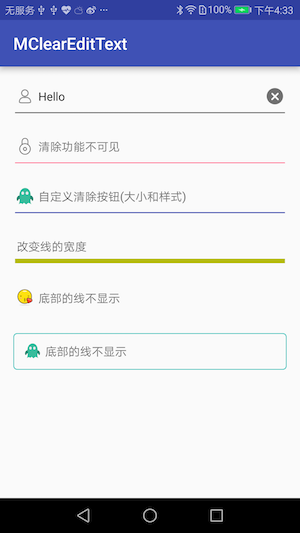 无服务 100% 下午4:33
MClearEditText
Hello
清除功能不可见
自定义清除按钮(大小和样式)
改变线的宽度
底部的线不显示
底部的线不显示